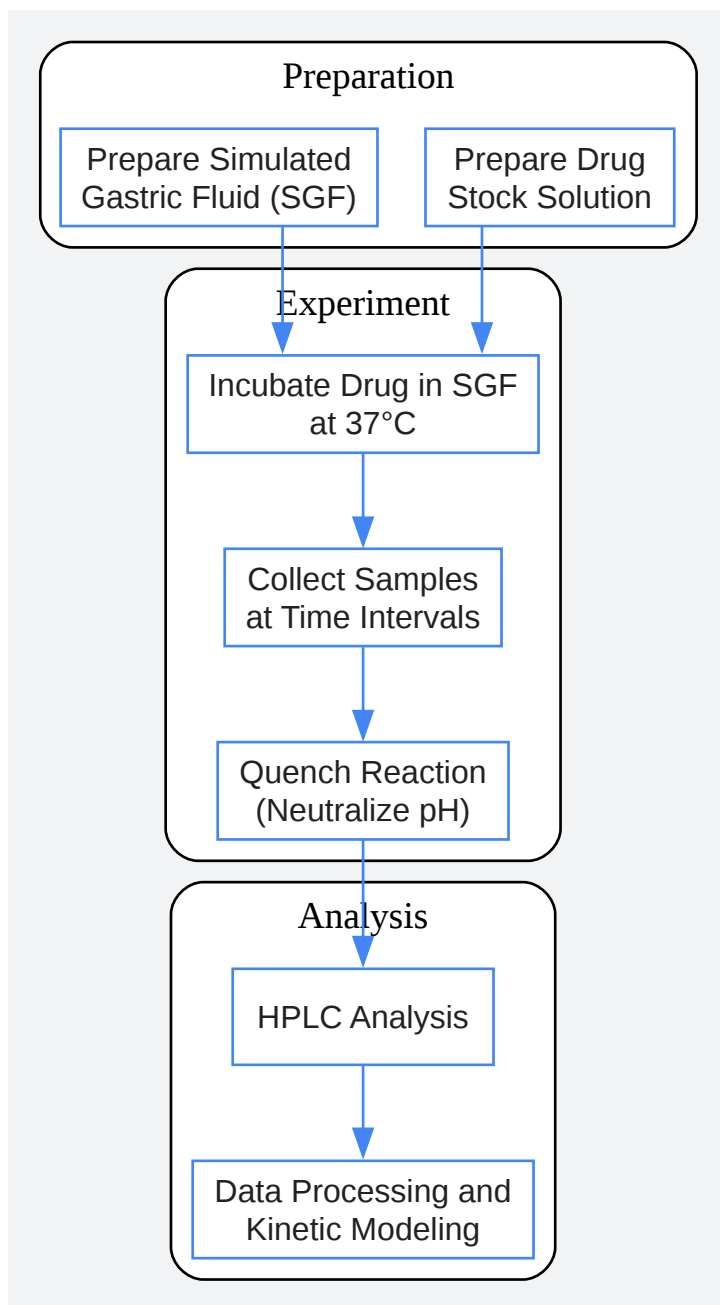 Preparation
Prepare Simulated
Gastric Fluid (SGF)
Prepare Drug
Stock Solution
Experiment
Incubate Drug in SGF
at 37°C
Collect Samples
at Time Intervals
Quench Reaction
(Neutralize pH)
Analysis
HPLC Analysis
Data Processing and
Kinetic Modeling